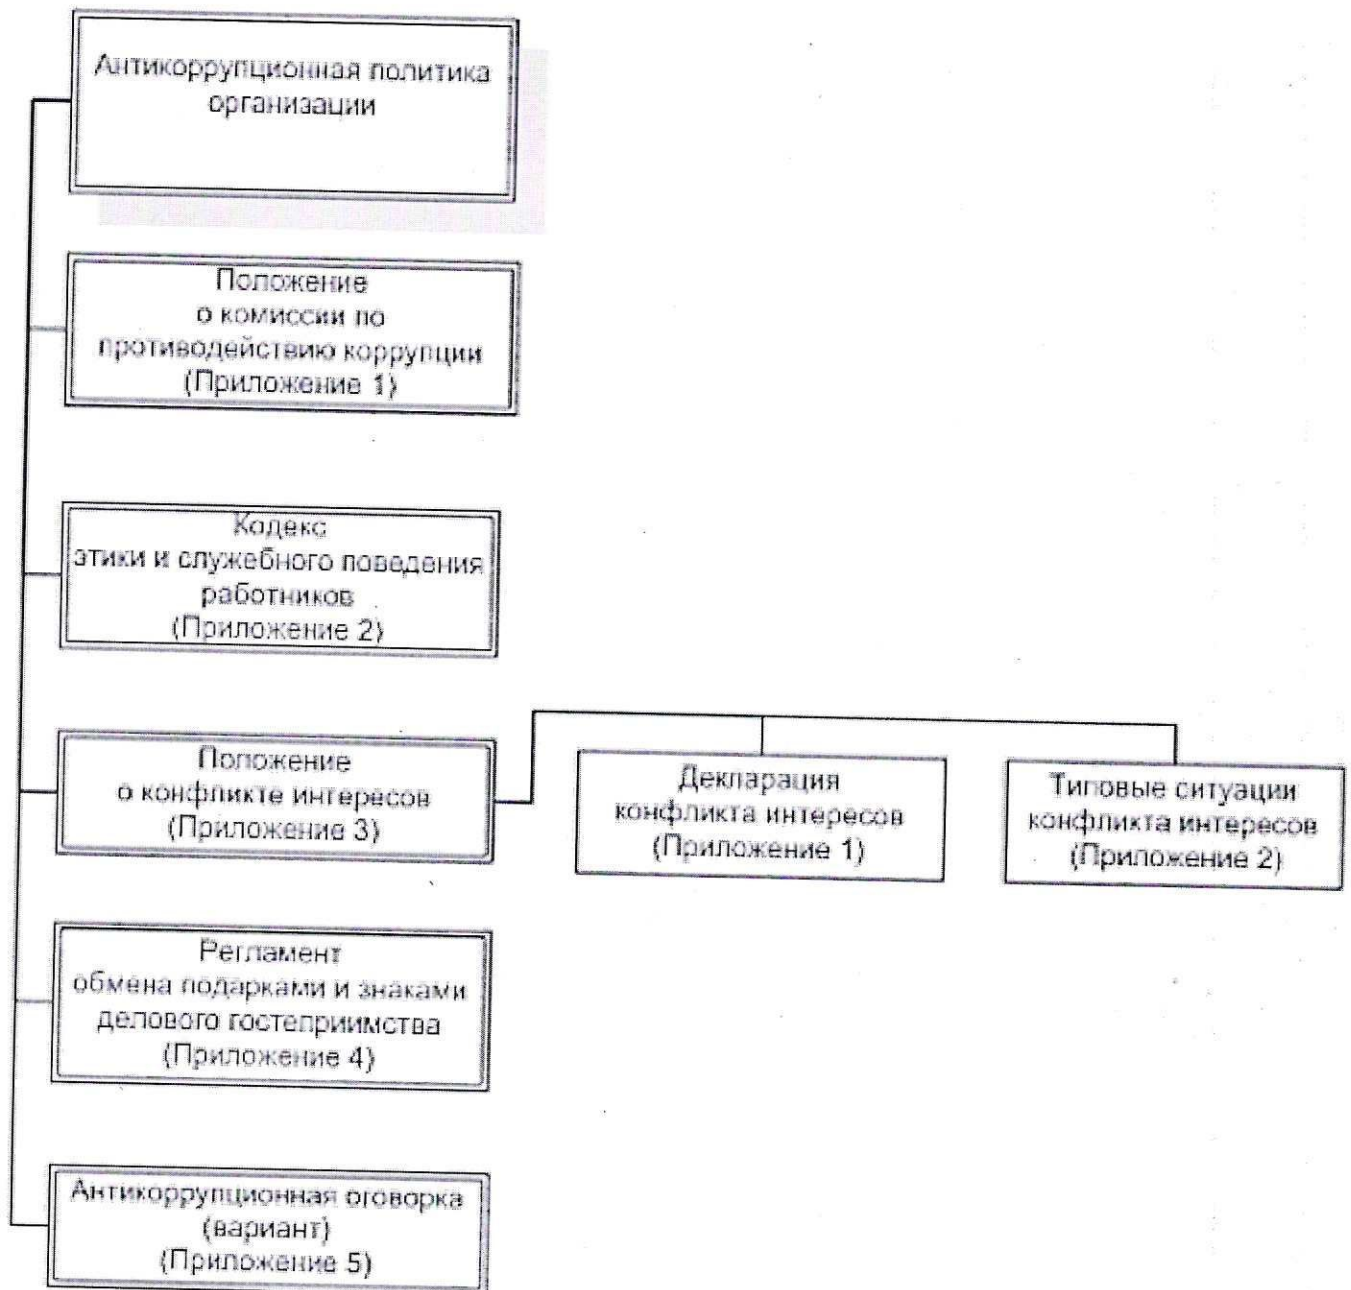 Антикоррупционная политика
организации
Положение
о комиссии по
противодействию коррупции
(Приложение 1)
Кодекс
этики и служебного поведения
работников
(Приложение 2)
Положение
о конфликте интересов
(Приложение 3)
Декларация
конфликта интересов
(Приложение 1)
Типовые ситуации
конфликта интересов
(Приложение 2)
Регламент
обмена подарками и знаками
делового гостеприимства
(Приложение 4)
Антикоррупционная оговорка
(вариант)
(Приложение 5)